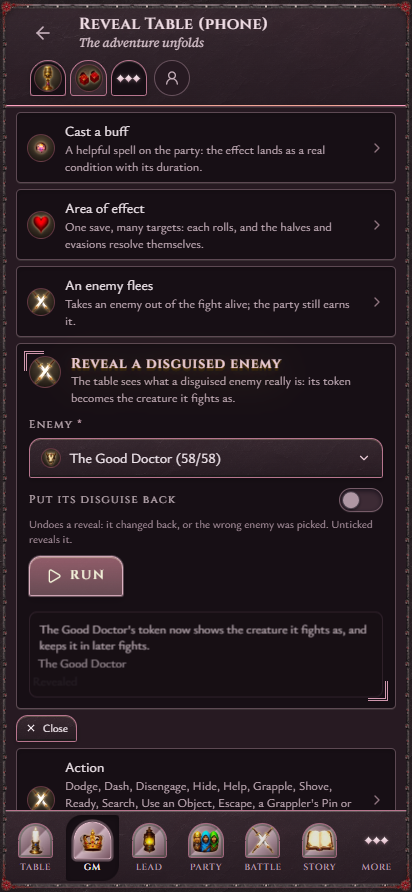 Reveal Table (phone)
The adventure unfolds
Cast a buff
A helpful spell on the party: the effect lands as a real
condition with its duration.
Area of effect
One save, many targets: each rolls, and the halves and
evasions resolve themselves.
An enemy flees
Takes an enemy out of the fight alive; the party still earns
it.
Reveal a disguised enemy
The table sees what a disguised enemy really is: its token
becomes the creature it fights as.
Enemy *
The Good Doctor (58/58)
Put its disguise back
Undoes a reveal: it changed back, or the wrong enemy was picked. Unticked
reveals it.
Run
The Good Doctor's token now shows the creature it fights as, and
keeps it in later fights.
The Good Doctor
Revealed
Close
Action
Dodge, Dash, Disengage, Hide, Help, Grapple, Shove,
Ready, Search, Use an Object, Escape, a Grappler's Pin or
TABLE GM LEAD PARTY BATTLE STORY MORE